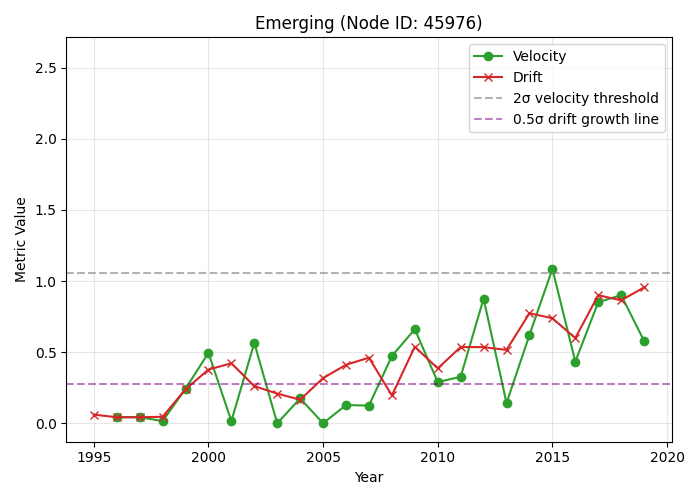 Emerging (Node ID: 45976)
Velocity
Drift
2σ velocity threshold
0.5σ drift growth line
2.5
2.0
1.5
1.0
0.5
0.0
Metric Value
1995
2000
2005
2010
2015
2020
Year